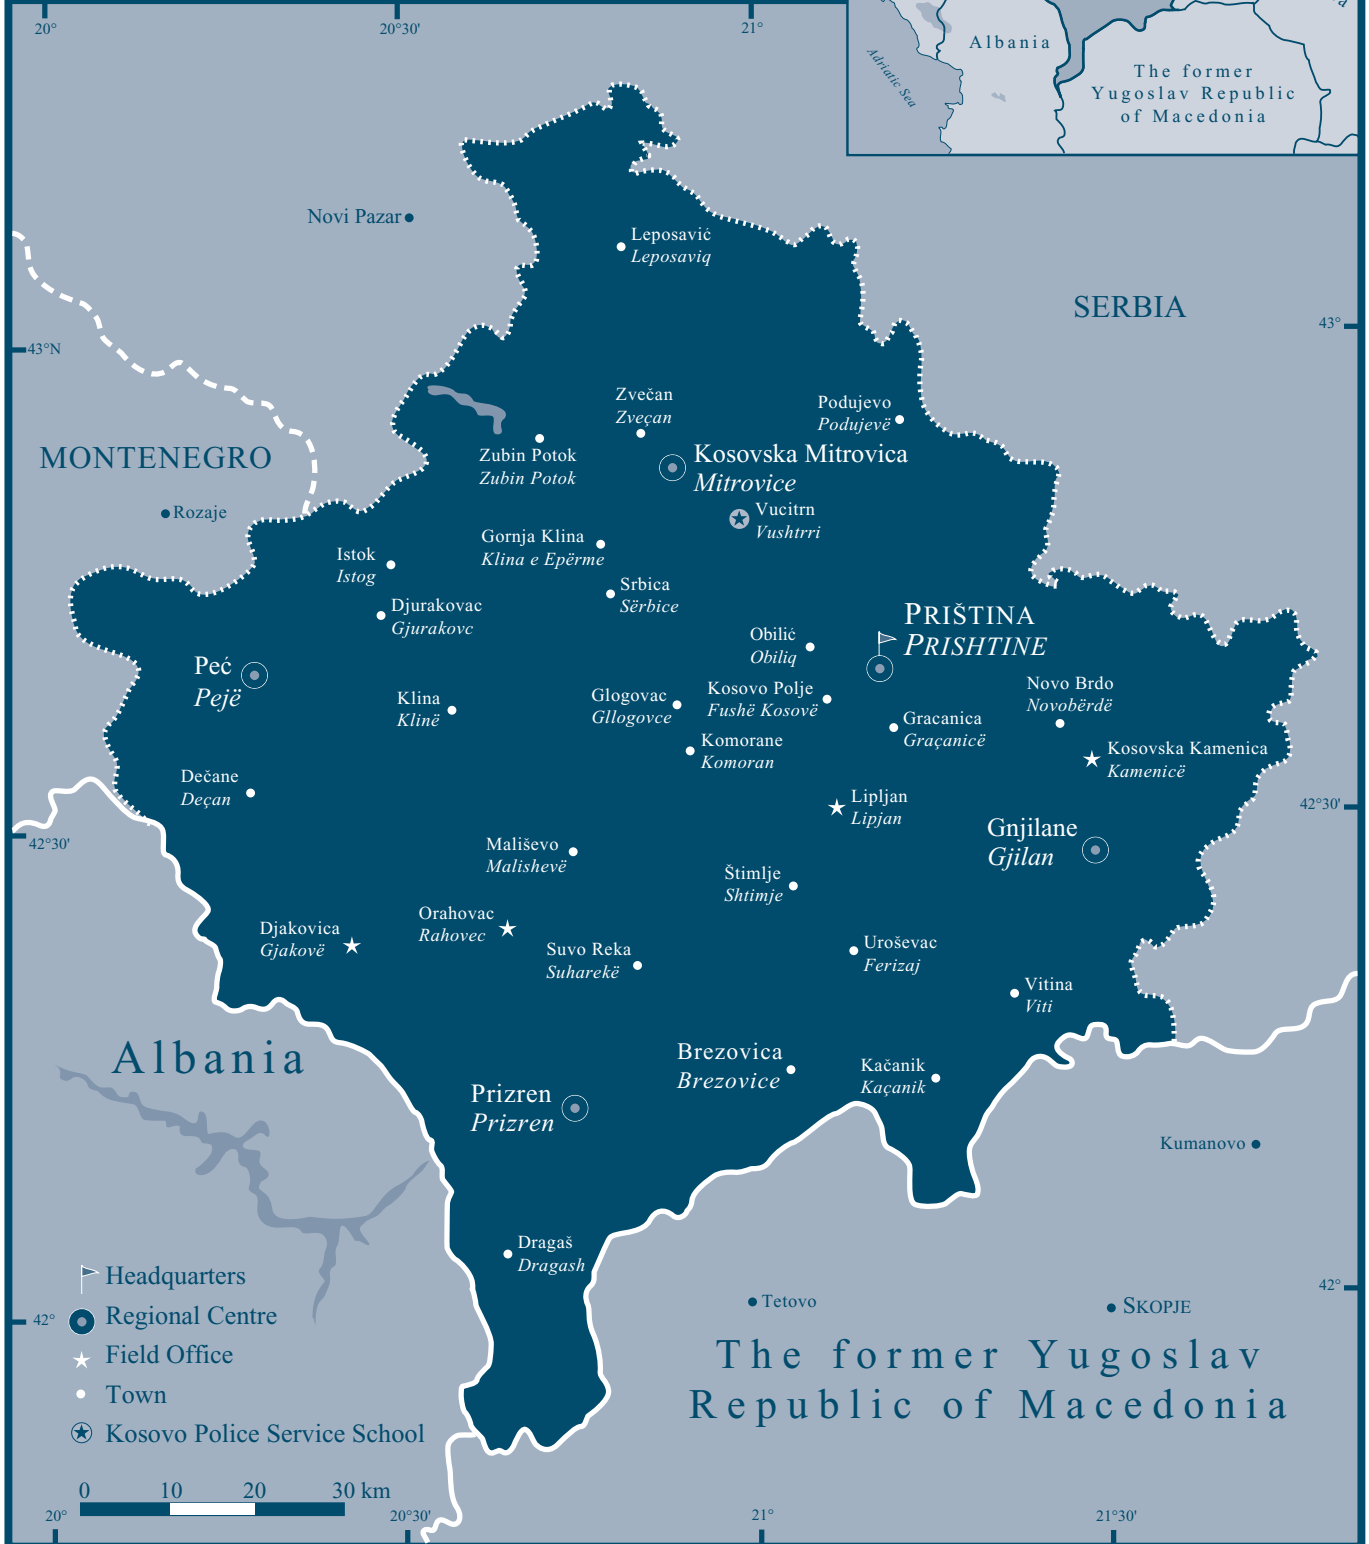 20°
20°30'
21°
Albania
Adriatic Sea
The former
Yugoslav Republic
of Macedonia
Novi Pazar
Leposavić
Leposaviq
SERBIA
43°
43°N
Zvečan
Zveçan
Podujevo
Podujevë
MONTENEGRO
Zubin Potok
Zubin Potok
Kosovska Mitrovica
Mitrovice
Rozaje
Vucitrn
Vushtrri
Gornja Klina
Klina e Epërme
Istok
Istog
Srbica
Sërbice
Djurakovac
Gjurakovc
PRIŠTINA
PRISHTINE
Obilić
Obiliq
Peć
Pejë
Novo Brdo
Novobërdë
Klina
Klinë
Glogovac
Gllogovce
Kosovo Polje
Fushë Kosovë
Gracanica
Graçanicë
Komorane
Komoran
Kosovska Kamenica
Kamenicë
Dečane
Deçan
Lipljan
Lipjan
42°30'
42°30'
Gnjilane
Gjilan
Mališevo
Malishevë
Štimlje
Shtimje
Orahovac
Rahovec
Djakovica
Gjakovë
Suvo Reka
Suharekë
Uroševac
Ferizaj
Vitina
Viti
Albania
Brezovica
Brezovice
Kačanik
Kaçanik
Prizren
Prizren
Kumanovo
Dragaš
Dragash
Headquarters
42°
Tetovo
SKOPJE
Regional Centre
42°
The former Yugoslav
Republic of Macedonia
Field Office
Town
Kosovo Police Service School
0 10 20 30 km
20°
20°30'
21°
21°30'